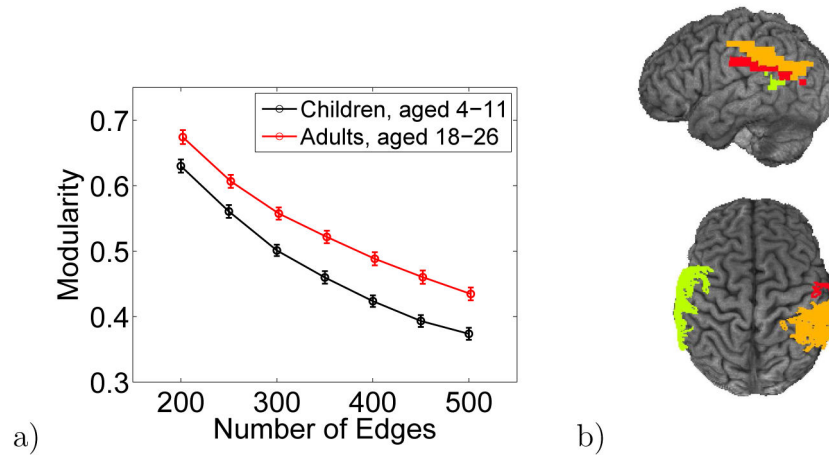 Children, aged 4−11
Adults, aged 18−26
0.7
0.6
0.5
0.4
0.3
Modularity
200
300
400
500
Number of Edges
a)
b)